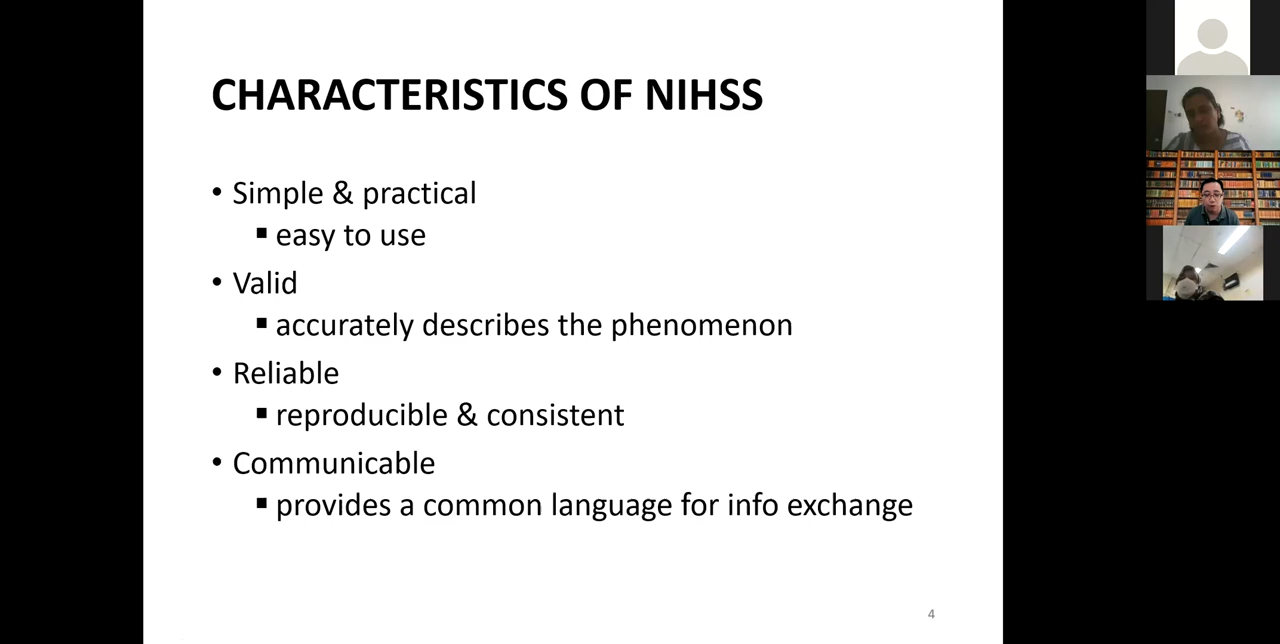 CHARACTERISTICS OF NIHSS
• Simple & practical
▪ easy to use
• Valid
▪ accurately describes the phenomenon
• Reliable
▪ reproducible & consistent
• Communicable
▪ provides a common language for info exchange
4